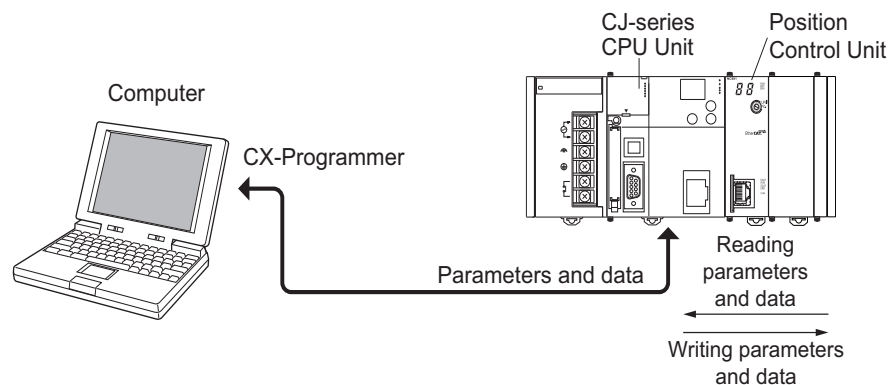 CJ-series
CPU Unit
Position
Control Unit
Computer
CX-Programmer
Parameters and data
Reading
parameters
and data
Writing parameters
and data